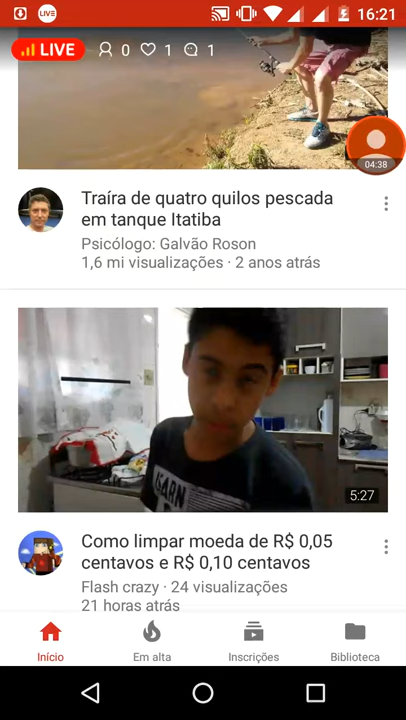 LIVE 16:21
LIVE 0 1 1
04:38
Traíra de quatro quilos pescada
em tanque Itatiba
Psicólogo: Galvão Roson
1,6 mi visualizações · 2 anos atrás
GARN
5:27
Como limpar moeda de R$ 0,05
centavos e R$ 0,10 centavos
Flash crazy · 24 visualizações
21 horas atrás
Início Em alta Inscrições Biblioteca